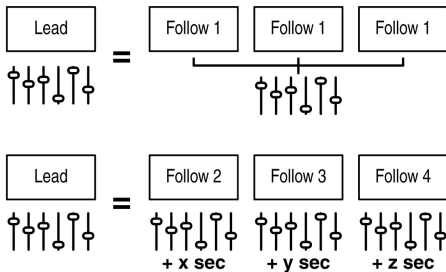 Lead = Follow 1 Follow 1 Follow 1
Lead = Follow 2 Follow 3 Follow 4
+ x sec + y sec + z sec